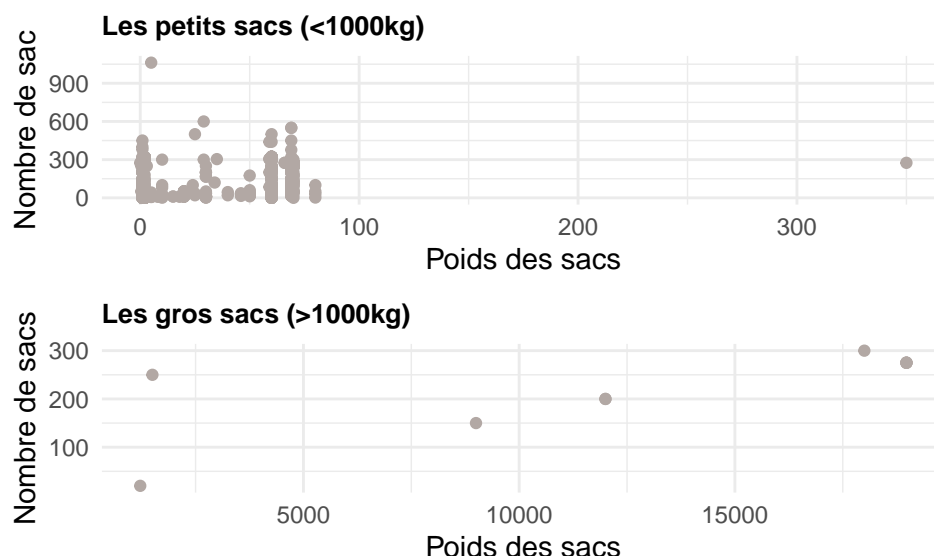 Les petits sacs (<1000kg)
Nombre de sac
900
600
300
0
0 100 200 300
Poids des sacs
Les gros sacs (>1000kg)
Nombre de sacs
300
200
100
5000 10000 15000
Poids des sacs